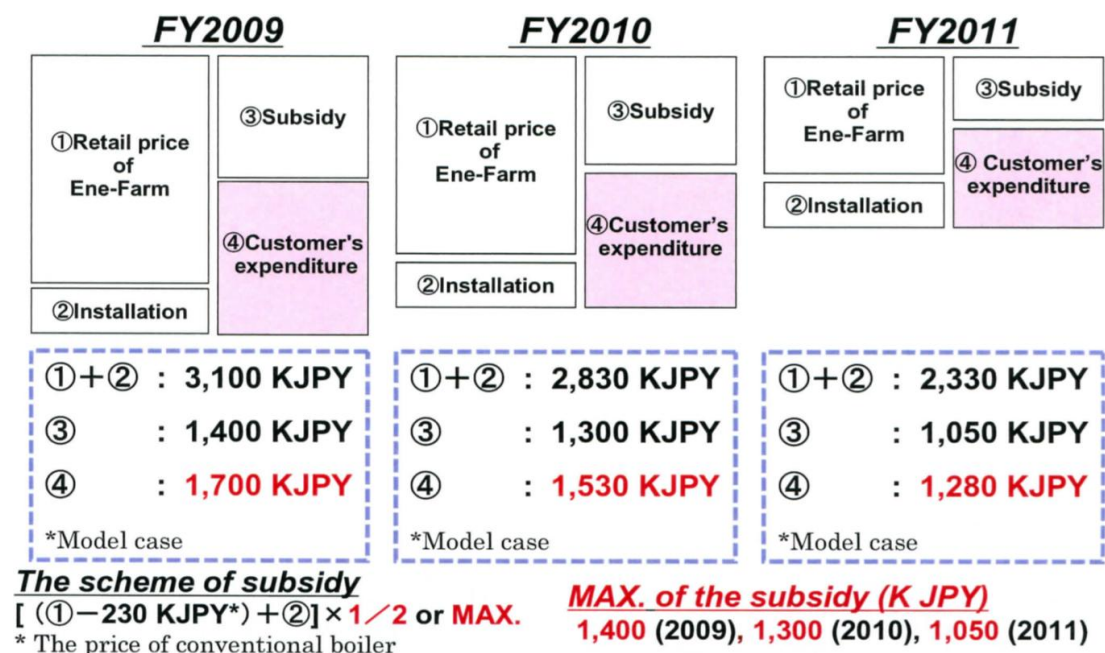 FY2009
①Retail price
of
Ene-Farm
②Installation
③Subsidy
④Customer's
expenditure
①+② : 3,100 KJPY
③ : 1,400 KJPY
④ : 1,700 KJPY
*Model case
FY2010
①Retail price
of
Ene-Farm
②Installation
③Subsidy
④Customer’s
expenditure
①+② : 2,830 KJPY
③ : 1,300 KJPY
④ : 1,530 KJPY
*Model case
FY2011
①Retail price
of
Ene-Farm
②Installation
③Subsidy
④ Customer’s
expenditure
①+② : 2,330 KJPY
③ : 1,050 KJPY
④ : 1,280 KJPY
*Model case
The scheme of subsidy
[ (①−230 KJPY*) +②] × 1/2 or MAX.
* The price of conventional boiler
MAX. of the subsidy (K JPY)
1,400 (2009), 1,300 (2010), 1,050 (2011)